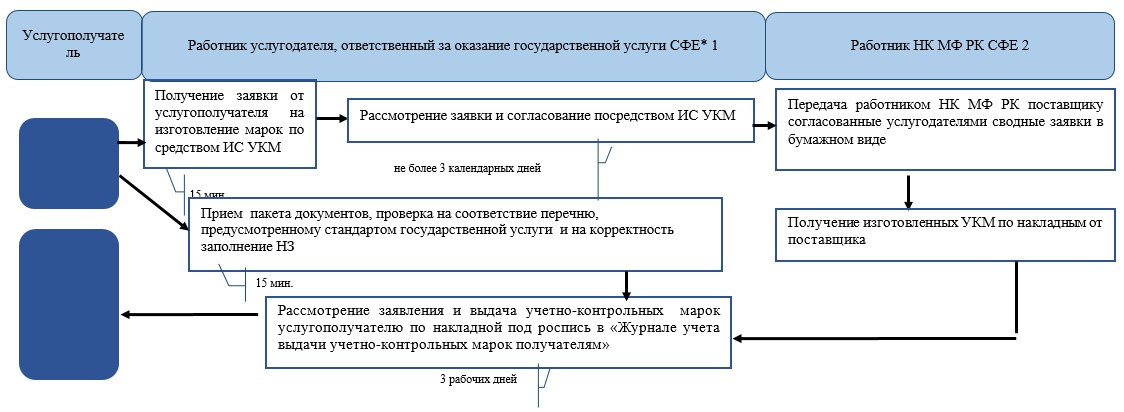 Услугополучате
ль
Работник услугодателя, ответственный за оказание государственной услуги СФЕ* 1
Работник НК МФ РК СФЕ 2
Получение заявки от
услугополучателя на
изготовление марок по
средством ИС УКМ
Рассмотрение заявки и согласование посредством ИС УКМ
Передача работником НК МФ РК поставщику
согласованные услугодателями сводные заявки в
бумажном виде
не более 3 календарных дней
15 мин.
Прием пакета документов, проверка на соответствие перечню,
предусмотренному стандартом государственной услуги и на корректность
заполнение НЗ
Получение изготовленных УКМ по накладным от
поставщика
15 мин.
Рассмотрение заявления и выдача учетно-контрольных марок
услугополучателю по накладной под роспись в «Журнале учета
выдачи учетно-контрольных марок получателям»
3 рабочих дней